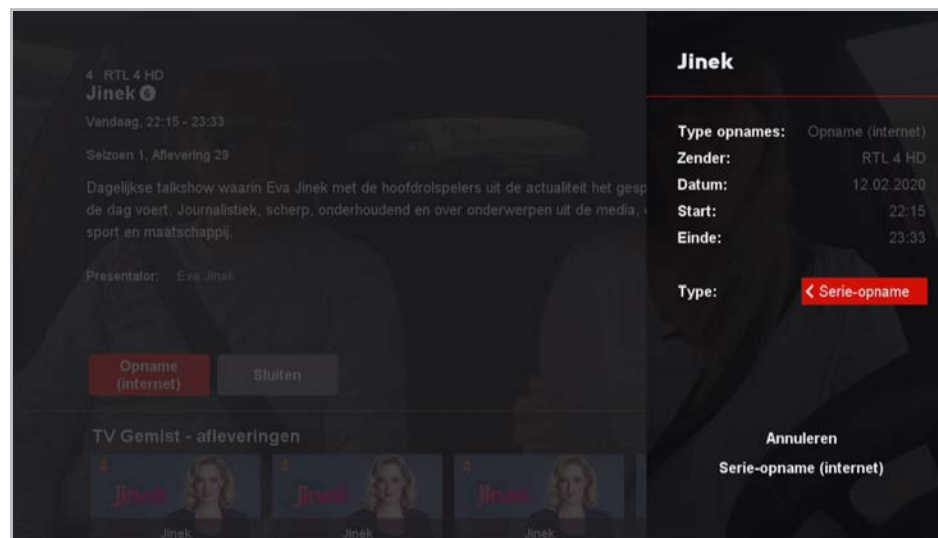 4 RTL 4 HD
Jinek 6
Vandaag, 22:15 - 23:33
Seizoen 1, Aflevering 29
Dagelijkse talkshow waarin Eva Jinek met de hoofdrolspelers uit de actualiteit het gesp
de dag voert. Journalistiek, scherp, onderhoudend en over onderwerpen uit de media,
sport en maatschappij.
Presentator: Eva Jinek
Opname
(internet)
Sluiten
TV Gemist - afleveringen
4
4
4
jinek
jinek
jinek
Jinek
Jinek
Jinek
Jinek
Type opnames: Opname (internet)
Zender: RTL 4 HD
Datum: 12.02.2020
Start: 22:15
Einde: 23:33
Type: < Serie-opname
Annuleren
Serie-opname (internet)